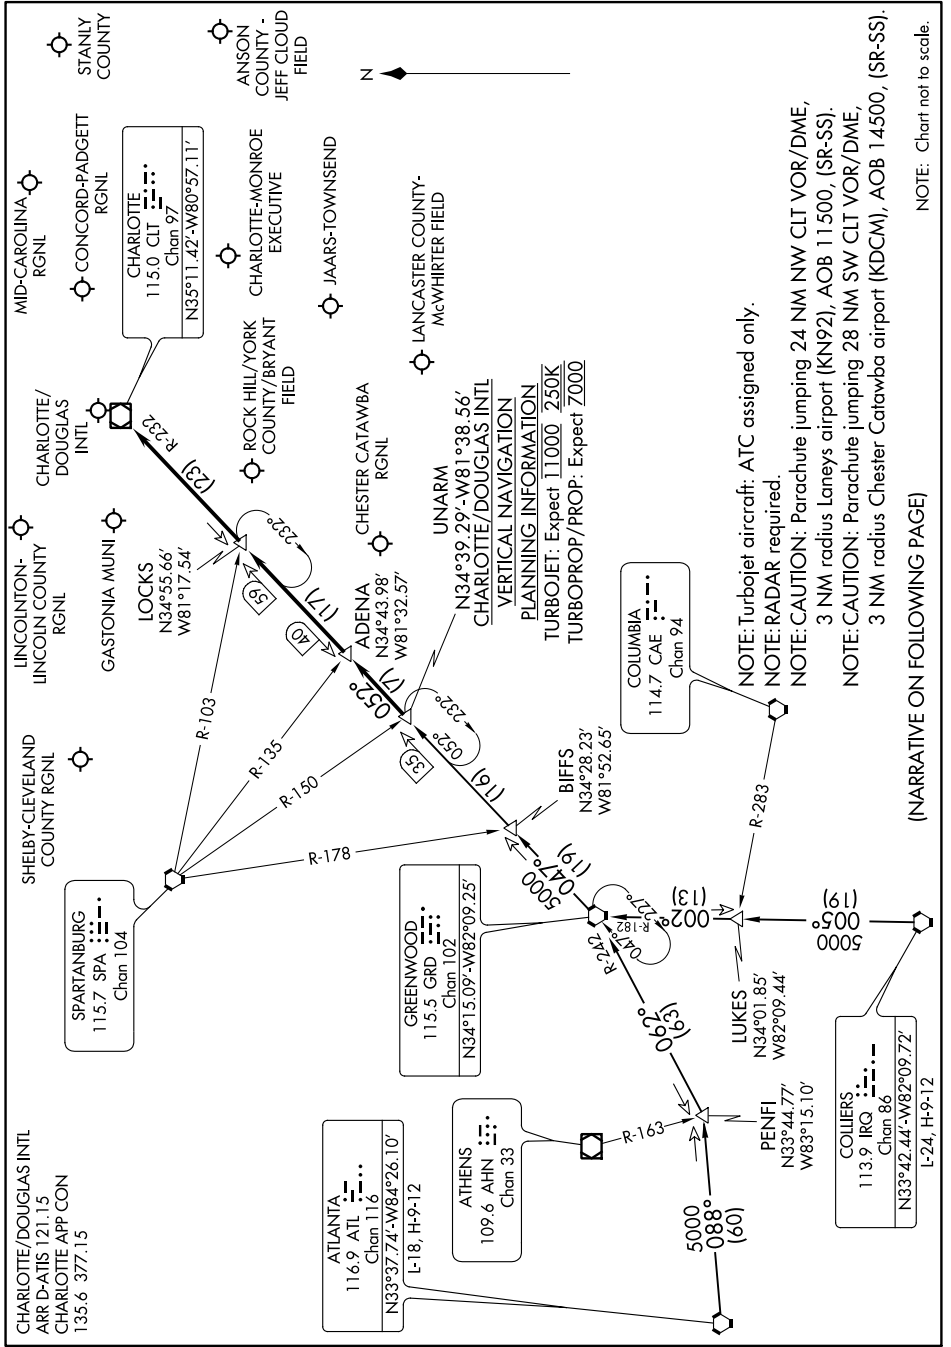 CHARLOTTE/DOUGLAS INTL
ARR D-ATIS 121.15
CHARLOTTE APP CON
135.6 377.15
SHELBY-CLEVELAND
COUNTY RGNL
LINCOLNTON-
LINCOLN COUNTY
RGNL
GASTONIA MUNI
CHARLOTTE/
DOUGLAS
INTL
MID-CAROLINA
RGNL
CONCORD-PADGETT
RGNL
STANLY
COUNTY
ANSON
COUNTY -
JEFF CLOUD
FIELD
CHARLOTTE-MONROE
EXECUTIVE
JAARS-TOWNSEND
LANCASTER COUNTY-
McWHIRTER FIELD
ROCK HILL/YORK
COUNTY/BRYANT
FIELD
CHESTER CATAWBA
RGNL
N
CHARLOTTE
115.0 CLT
Chan 97
N35°11.42'-W80°57.11'
SPARTANBURG
115.7 SPA
Chan 104
R-103
R-135
R-150
R-178
R-232
(23)
LOCKS
N34°55.66'
W81°17.54'
232°
59
(17)
40
ADENA
N34°43.98'
W81°32.57'
052°
(7)
35
052°
232°
UNARM
N34°39.29'-W81°38.56'
CHARLOTTE/DOUGLAS INTL
VERTICAL NAVIGATION
PLANNING INFORMATION
TURBOJET: Expect 11000 250K
TURBOPROP/PROP: Expect 7000
(16)
BIFFS
N34°28.23'
W81°52.65'
5000
047°
(19)
GREENWOOD
115.5 GRD
Chan 102
N34°15.09'-W82°09.25'
R-242
R-182
047°
227°
002°
(13)
COLUMBIA
114.7 CAE
Chan 94
R-283
LUKES
N34°01.85'
W82°09.44'
5000
005°
(19)
COLLIERS
113.9 IRQ
Chan 86
N33°42.44'-W82°09.72'
L-24, H-9-12
062°
(63)
PENFI
N33°44.77'
W83°15.10'
ATHENS
109.6 AHN
Chan 33
R-163
5000
088°
(60)
ATLANTA
116.9 ATL
Chan 116
N33°37.74'-W84°26.10'
L-18, H-9-12
NOTE: Turbojet aircraft: ATC assigned only.
NOTE: RADAR required.
NOTE: CAUTION: Parachute jumping 24 NM NW CLT VOR/DME,
3 NM radius Laneys airport (KN92), AOB 11500, (SR-SS).
NOTE: CAUTION: Parachute jumping 28 NM SW CLT VOR/DME,
3 NM radius Chester Catawba airport (KDCM), AOB 14500, (SR-SS).
(NARRATIVE ON FOLLOWING PAGE)
NOTE: Chart not to scale.